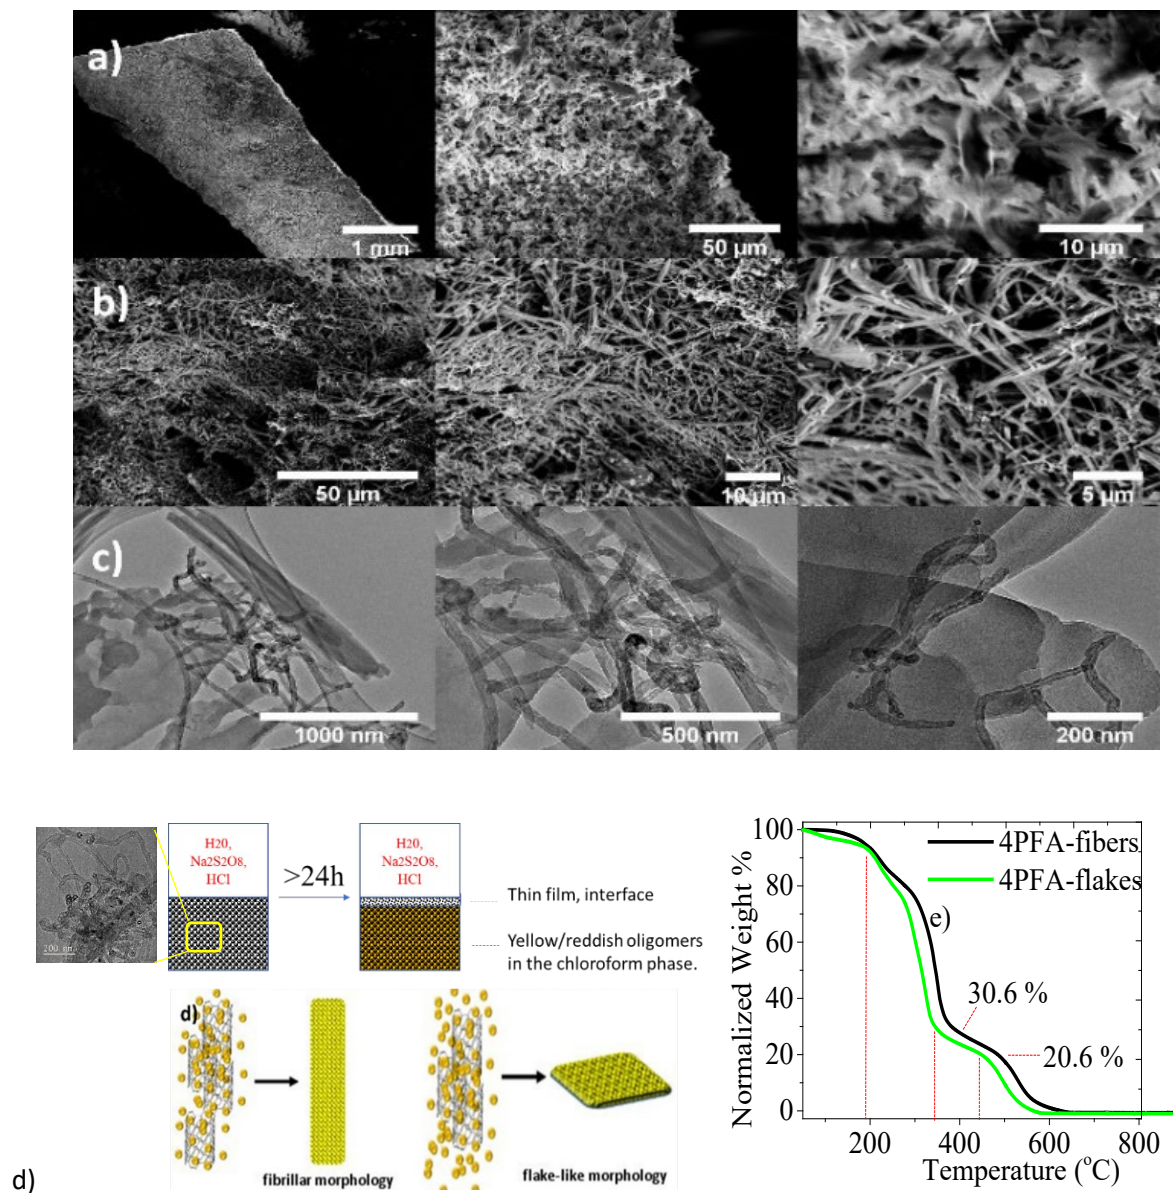 a)
1 mm
50 µm
10 µm
b)
50 µm
10 µm
5 µm
c)
1000 nm
500 nm
200 nm
200 nm
H20,
Na2S2O8,
HCl
>24h
H20,
Na2S2O8,
HCl
Thin film, interface
Yellow/reddish oligomers
in the chloroform phase.
d)
fibrillar morphology
flake-like morphology
d)
Normalized Weight %
100
80
60
40
20
0
4PFA-fibers
4PFA-flakes
e)
30.6 %
20.6 %
200
400
600
800
Temperature (°C)